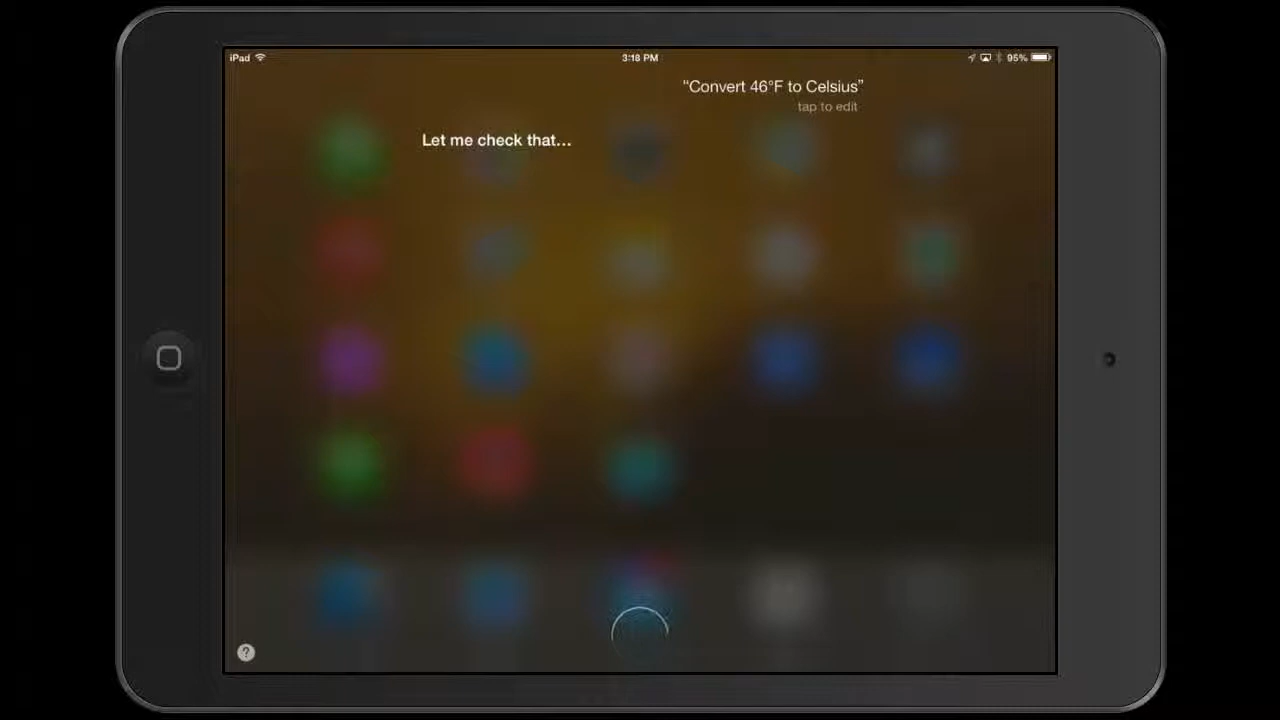 iPad 3:18 PM 95%
“Convert 46°F to Celsius”
tap to edit
Let me check that...
?